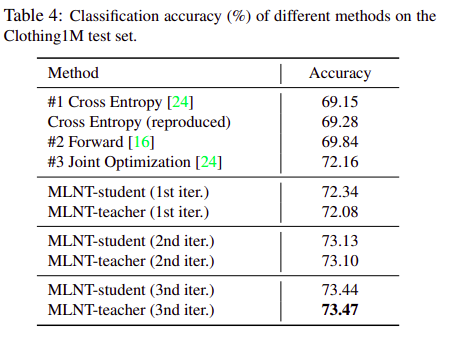 Table 4: Classification accuracy (%) of different methods on the
Clothing1M test set.
Method Accuracy
#1 Cross Entropy [24] 69.15
Cross Entropy (reproduced) 69.28
#2 Forward [16] 69.84
#3 Joint Optimization [24] 72.16
MLNT-student (1st iter.) 72.34
MLNT-teacher (1st iter.) 72.08
MLNT-student (2nd iter.) 73.13
MLNT-teacher (2nd iter.) 73.10
MLNT-student (3nd iter.) 73.44
MLNT-teacher (3nd iter.) 73.47